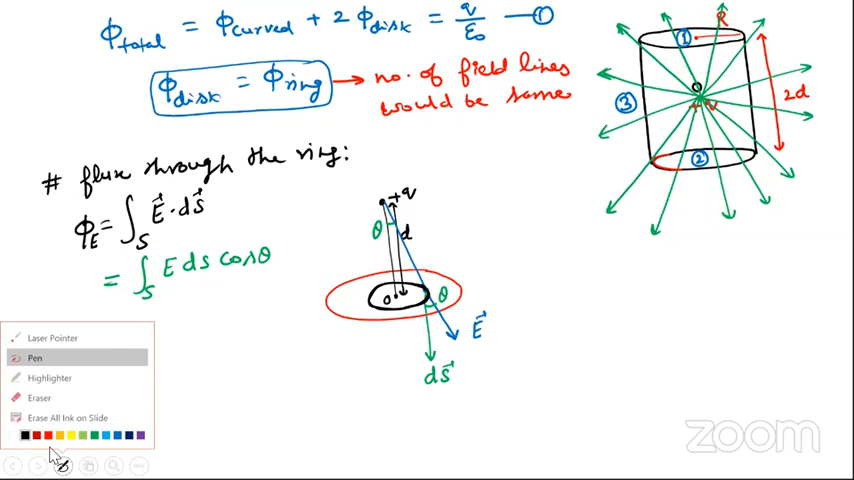 ϕtotal = ϕcurved + 2 ϕdisk = q/ε₀ —①
ϕdisk = ϕring → no. of field lines
would be same
# flux through the ring:
ϕE = ∫S E⃗ · dS⃗
= ∫S E ds cosθ
+q
θ
d
O
θ
E⃗
dS⃗
R
①
O
+q
③
2d
②
Laser Pointer
Pen
Highlighter
Eraser
Erase All Ink on Slide
zoom